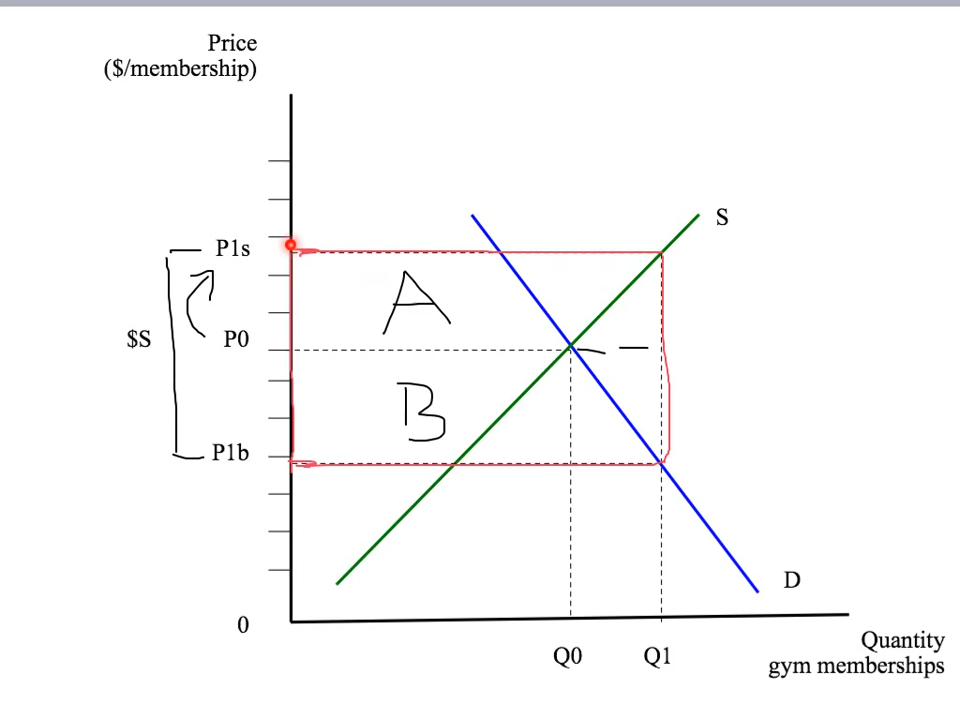 Price
($/membership)
S
P1s
A
$S
P0
B
P1b
D
0
Q0
Q1
Quantity
gym memberships